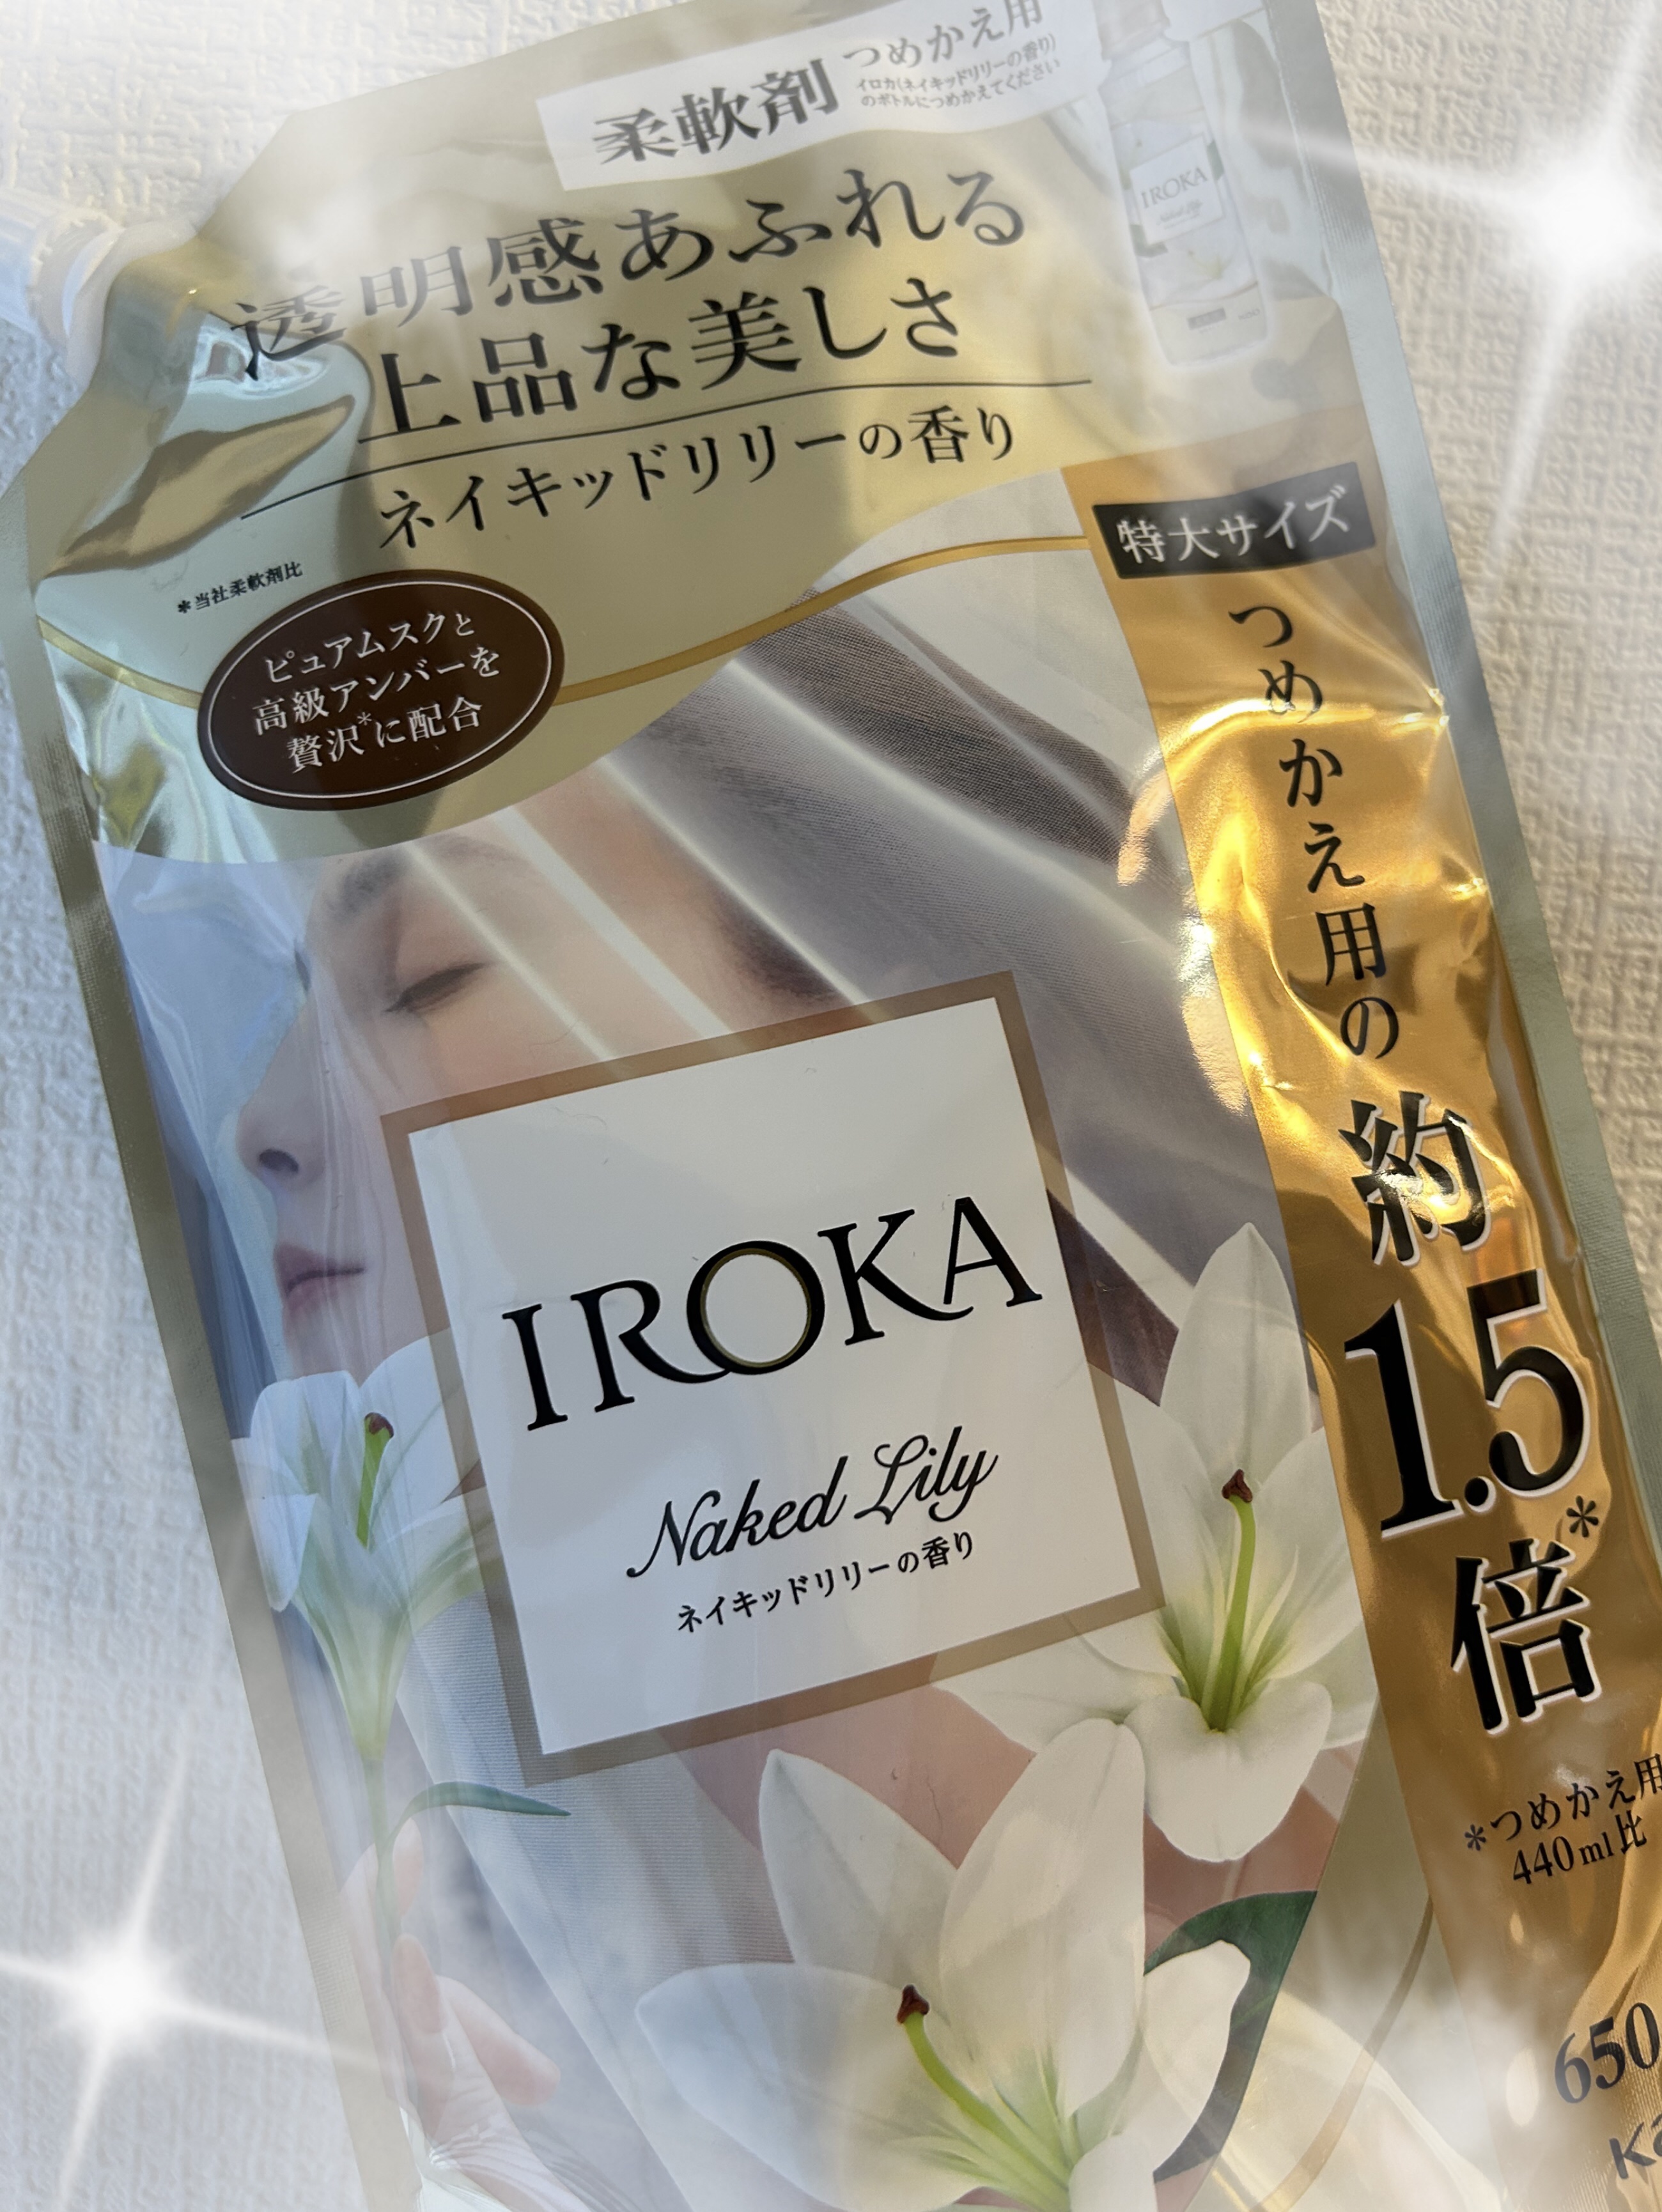 柔軟剤
つめかえ用
イロカ(ネイキッドリリーの香り)
のボトルにつめかえてください
IROKA
透明感あふれる
上品な美しさ
ネイキッドリリーの香り
*当社柔軟剤比
ピュアムスクと
高級アンバーを
贅沢*に配合
特大サイズ
つめかえ用の
約
1.5
倍*
*つめかえ用
440ml比
IROKA
Naked Lily
ネイキッドリリーの香り
650